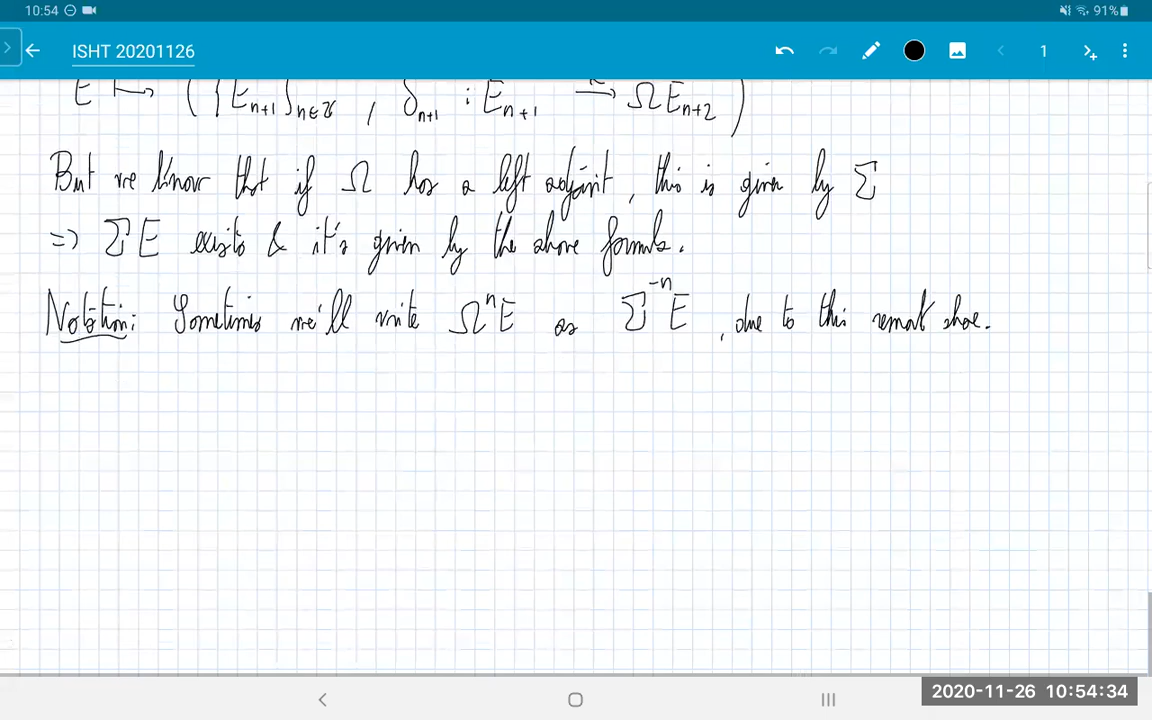 10:54 91%
ISHT 20201126 1
E ⟼ ({E_{n+1}}_{n∈ℤ}, δ_{n+1} : E_{n+1} ≃→ ΩE_{n+2})
But we know that if Ω has a left adjoint, this is given by Σ
=> ΣE exists & it's given by the above formula.
Notation: Sometimes we'll write Ω^n E as Σ^{-n} E, due to this remark above.
2020-11-26 10:54:34